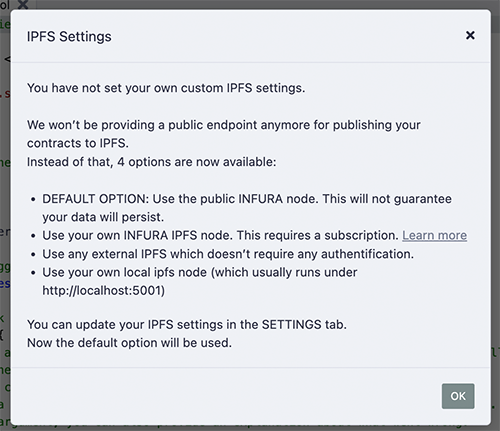 IPFS Settings
You have not set your own custom IPFS settings.
We won’t be providing a public endpoint anymore for publishing your
contracts to IPFS.
Instead of that, 4 options are now available:
• DEFAULT OPTION: Use the public INFURA node. This will not guarantee
your data will persist.
• Use your own INFURA IPFS node. This requires a subscription. Learn more
• Use any external IPFS which doesn’t require any authentification.
• Use your own local ipfs node (which usually runs under
http://localhost:5001)
You can update your IPFS settings in the SETTINGS tab.
Now the default option will be used.
OK